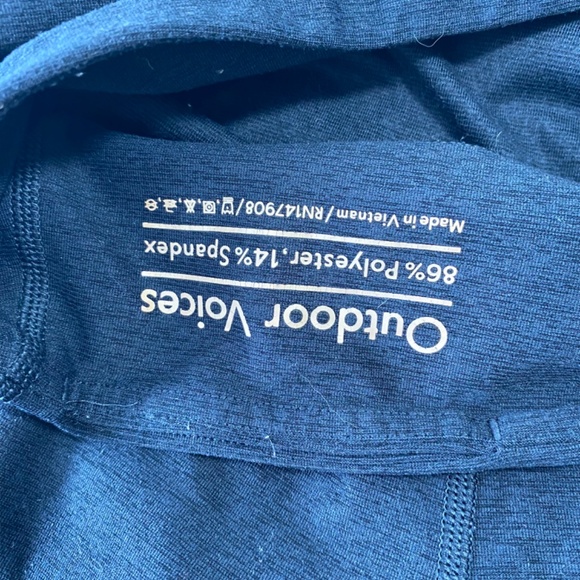 Outdoor Voices
86% Polyester, 14% Spandex
Made in Vietnam / RN147908/